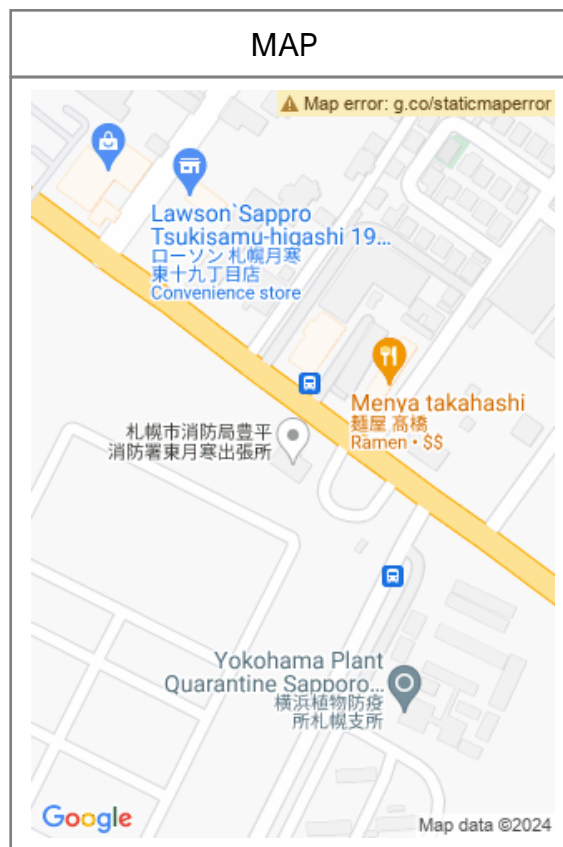 MAP
Map error: g.co/staticmaperror
Lawson`Sappro
Tsukisamu-higashi 19...
ローソン 札幌月寒
東十九丁目店
Convenience store
Menya takahashi
麺屋 髙橋
Ramen • $$
札幌市消防局豊平
消防署東月寒出張所
Yokohama Plant
Quarantine Sapporo...
横浜植物防疫
所札幌支所
Google
Map data ©2024